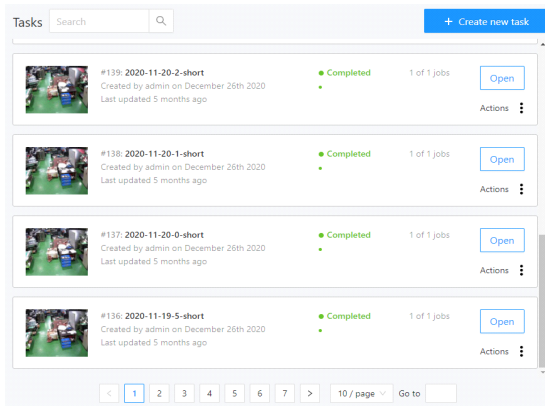 Tasks
Search
+ Create new task
#139: 2020-11-20-2-short
Created by admin on December 26th 2020
Last updated 5 months ago
Completed
1 of 1 jobs
Open
Actions
#138: 2020-11-20-1-short
Created by admin on December 26th 2020
Last updated 5 months ago
Completed
1 of 1 jobs
Open
Actions
#137: 2020-11-20-0-short
Created by admin on December 26th 2020
Last updated 5 months ago
Completed
1 of 1 jobs
Open
Actions
#136: 2020-11-19-5-short
Created by admin on December 26th 2020
Last updated 5 months ago
Completed
1 of 1 jobs
Open
Actions
< 1 2 3 4 5 6 7 > 10 / page Go to